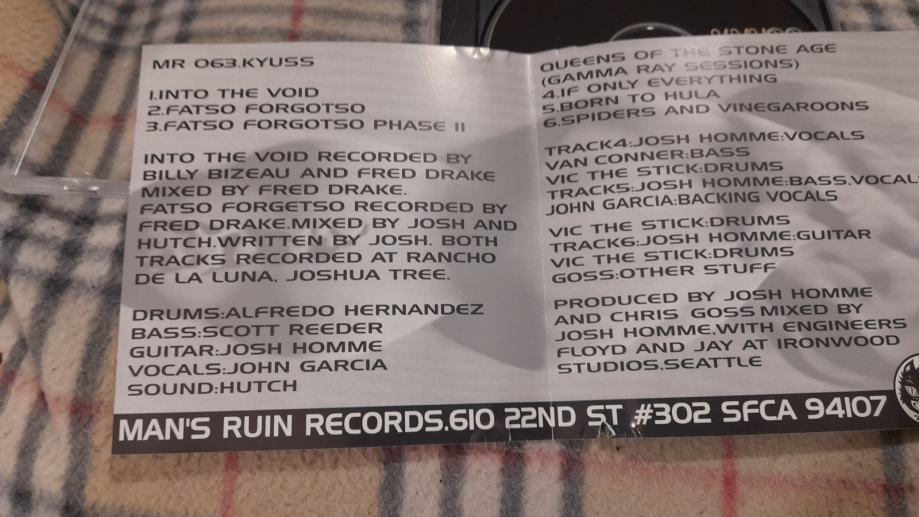 MR 063.KYUSS
1.INTO THE VOID
2.FATSO FORGOTSO
3.FATSO FORGOTSO PHASE II
INTO THE VOID RECORDED BY
BILLY BIZEAU AND FRED DRAKE
MIXED BY FRED DRAKE.
FATSO FORGETSO RECORDED BY
FRED DRAKE.MIXED BY JOSH AND
HUTCH.WRITTEN BY JOSH. BOTH
TRACKS RECORDED AT RANCHO
DE LA LUNA. JOSHUA TREE.
DRUMS:ALFREDO HERNANDEZ
BASS:SCOTT REEDER
GUITAR:JOSH HOMME
VOCALS:JOHN GARCIA
SOUND:HUTCH
QUEENS OF THE STONE AGE
(GAMMA RAY SESSIONS)
4.IF ONLY EVERYTHING
5.BORN TO HULA
6.SPIDERS AND VINEGAROONS
TRACK4:JOSH HOMME:VOCALS
VAN CONNER:BASS
VIC THE STICK:DRUMS
TRACK5:JOSH HOMME:BASS.VOCALS
JOHN GARCIA:BACKING VOCALS
VIC THE STICK:DRUMS
TRACK6:JOSH HOMME:GUITAR
VIC THE STICK:DRUMS
GOSS:OTHER STUFF
PRODUCED BY JOSH HOMME
AND CHRIS GOSS MIXED BY
JOSH HOMME.WITH ENGINEERS
FLOYD AND JAY AT IRONWOOD
STUDIOS.SEATTLE
MAN'S RUIN RECORDS.610 22ND ST #302 SFCA 94107